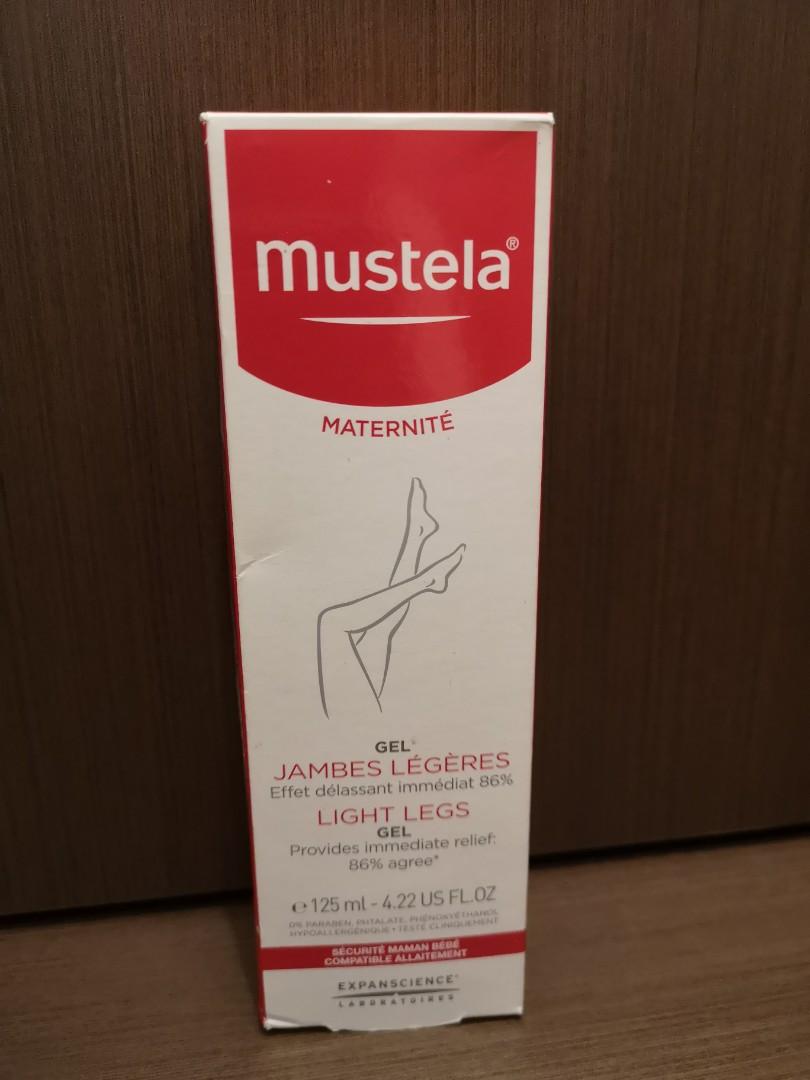 mustela®
MATERNITÉ
GEL*
JAMBES LÉGÈRES
Effet délassant immédiat 86%
LIGHT LEGS
GEL
Provides immediate relief:
86% agree*
℮ 125 ml - 4.22 US FL.OZ
0% PARABEN, PHTALATE, PHÉNOXYÉTHANOL
HYPOALLERGÉNIQUE • TESTÉ CLINIQUEMENT
SÉCURITÉ MAMAN BÉBÉ
COMPATIBLE ALLAITEMENT
EXPANSCIENCE®
LABORATOIRES